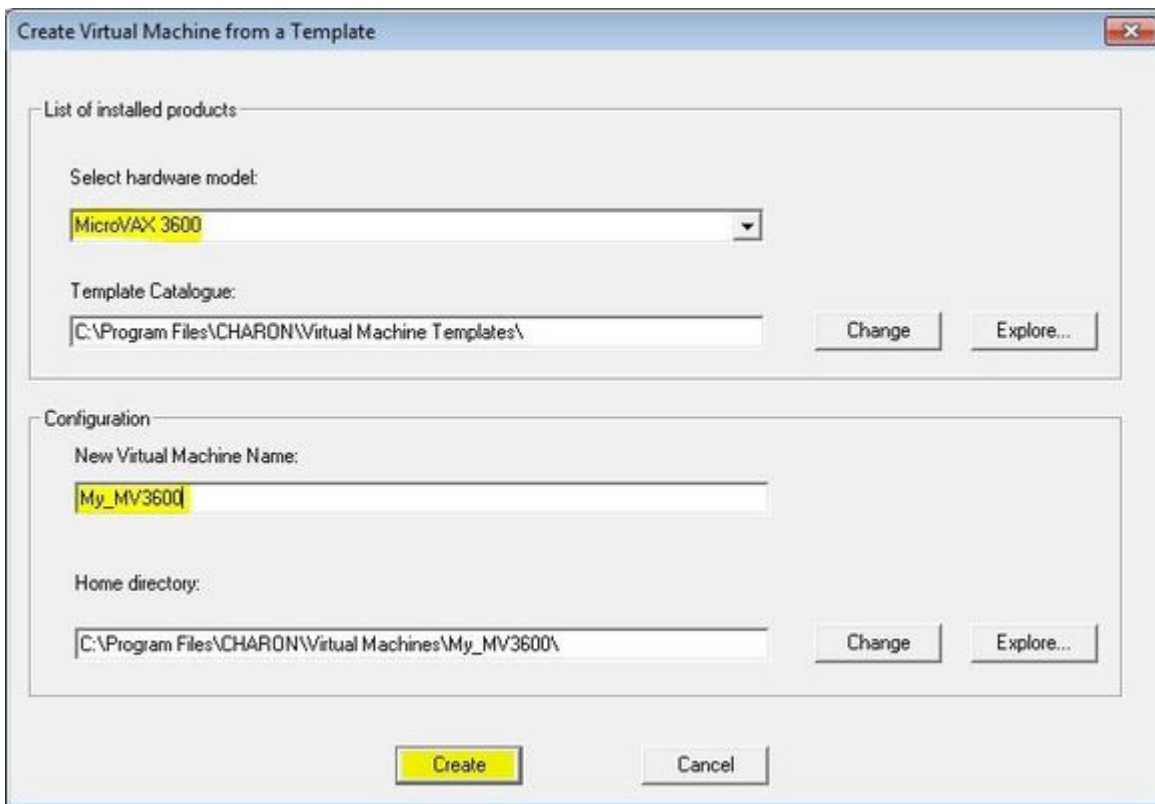 Create Virtual Machine from a Template
List of installed products
Select hardware model:
MicroVAX 3600
Template Catalogue:
C:\Program Files\CHARON\Virtual Machine Templates\
Change
Explore...
Configuration
New Virtual Machine Name:
My_MV3600
Home directory:
C:\Program Files\CHARON\Virtual Machines\My_MV3600\
Change
Explore...
Create
Cancel